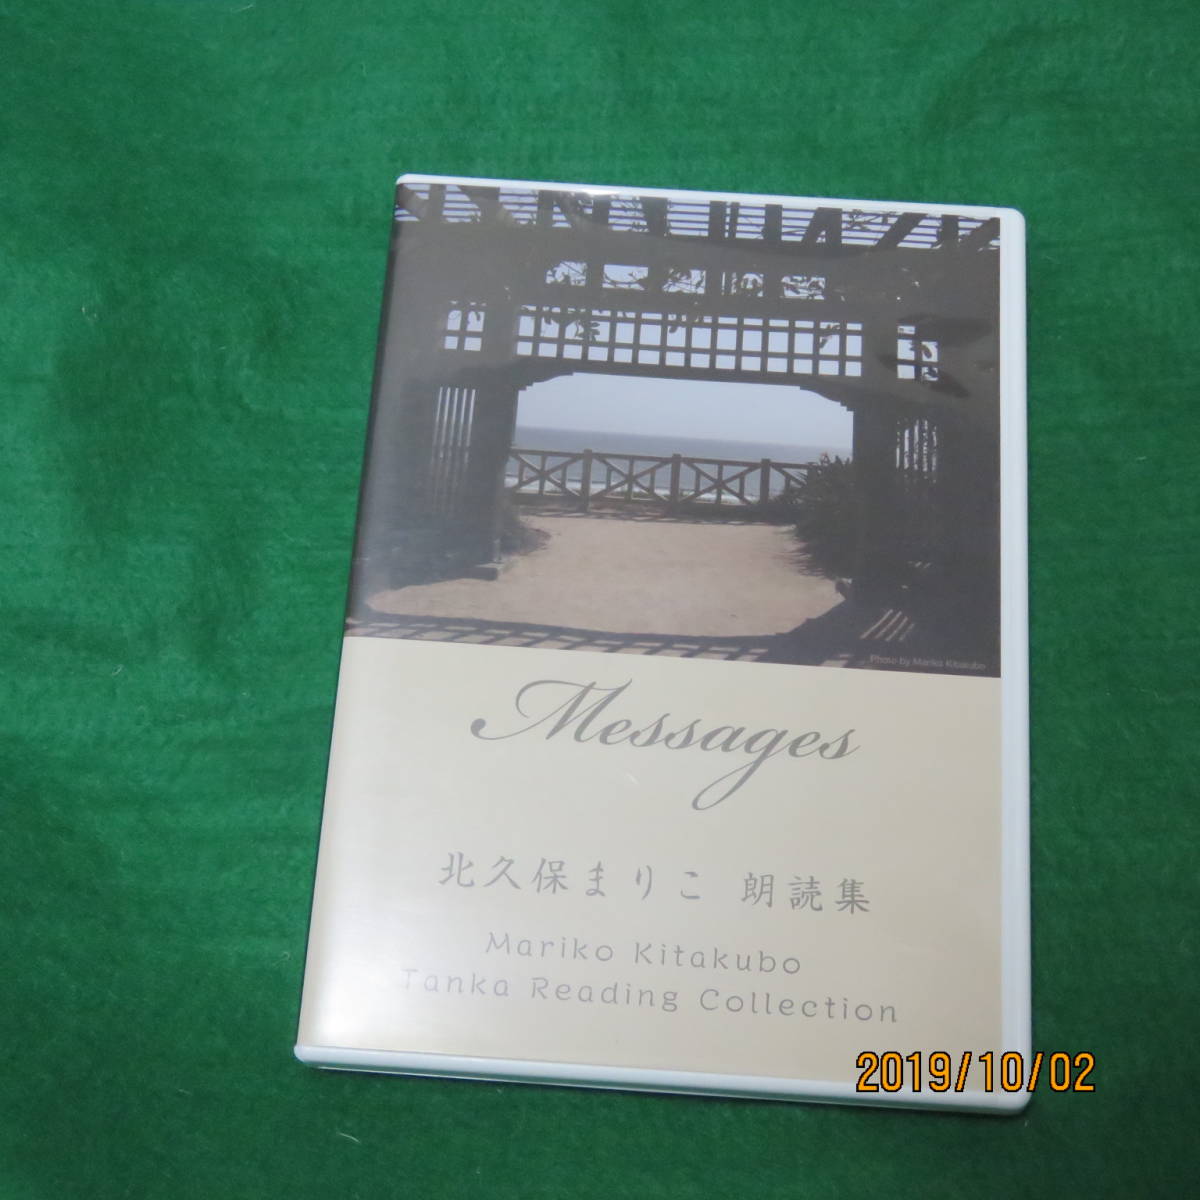 Photo by Mariko Kitakubo
Messages
北久保まりこ 朗読集
Mariko Kitakubo
Tanka Reading Collection
2019/10/02